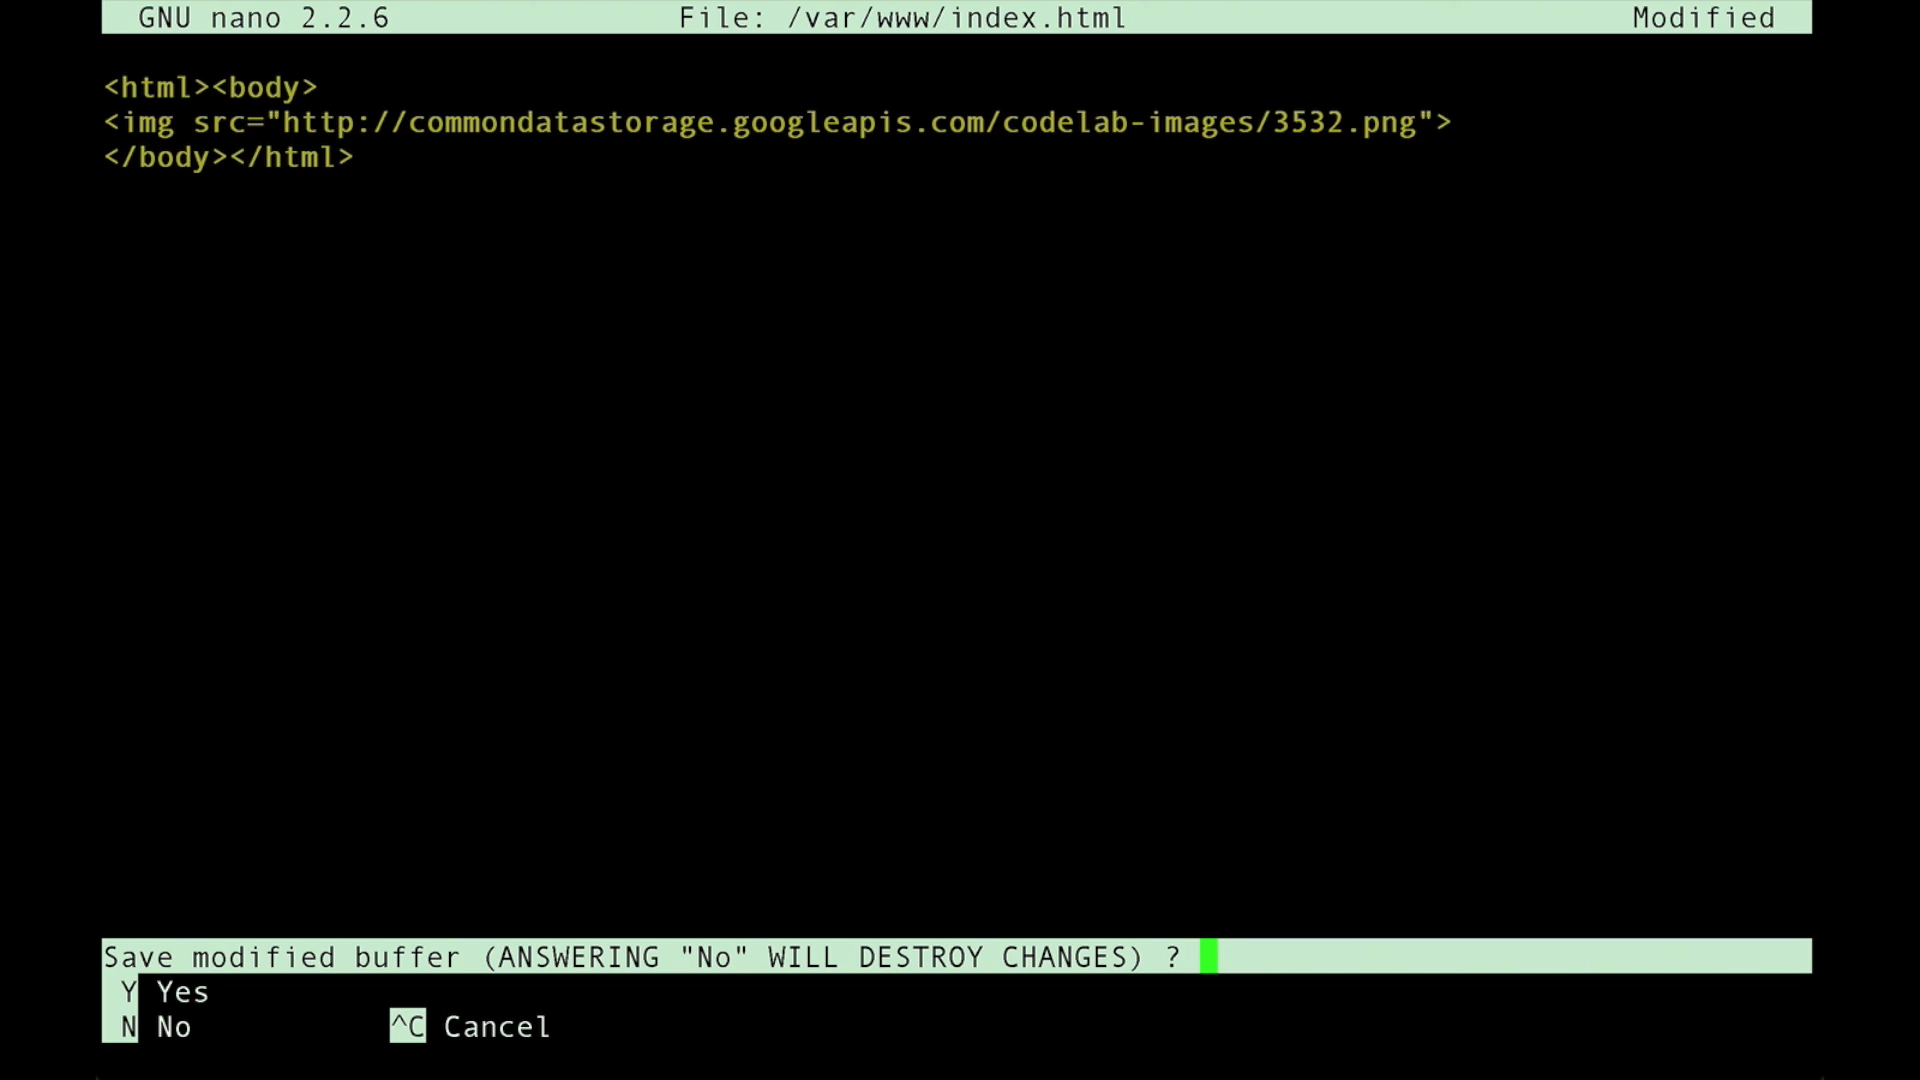 GNU nano 2.2.6 File: /var/www/index.html Modified
<html><body>
<img src="http://commondatastorage.googleapis.com/codelab-images/3532.png">
</body></html>
Save modified buffer (ANSWERING "No" WILL DESTROY CHANGES) ?
Y Yes
N No ^C Cancel